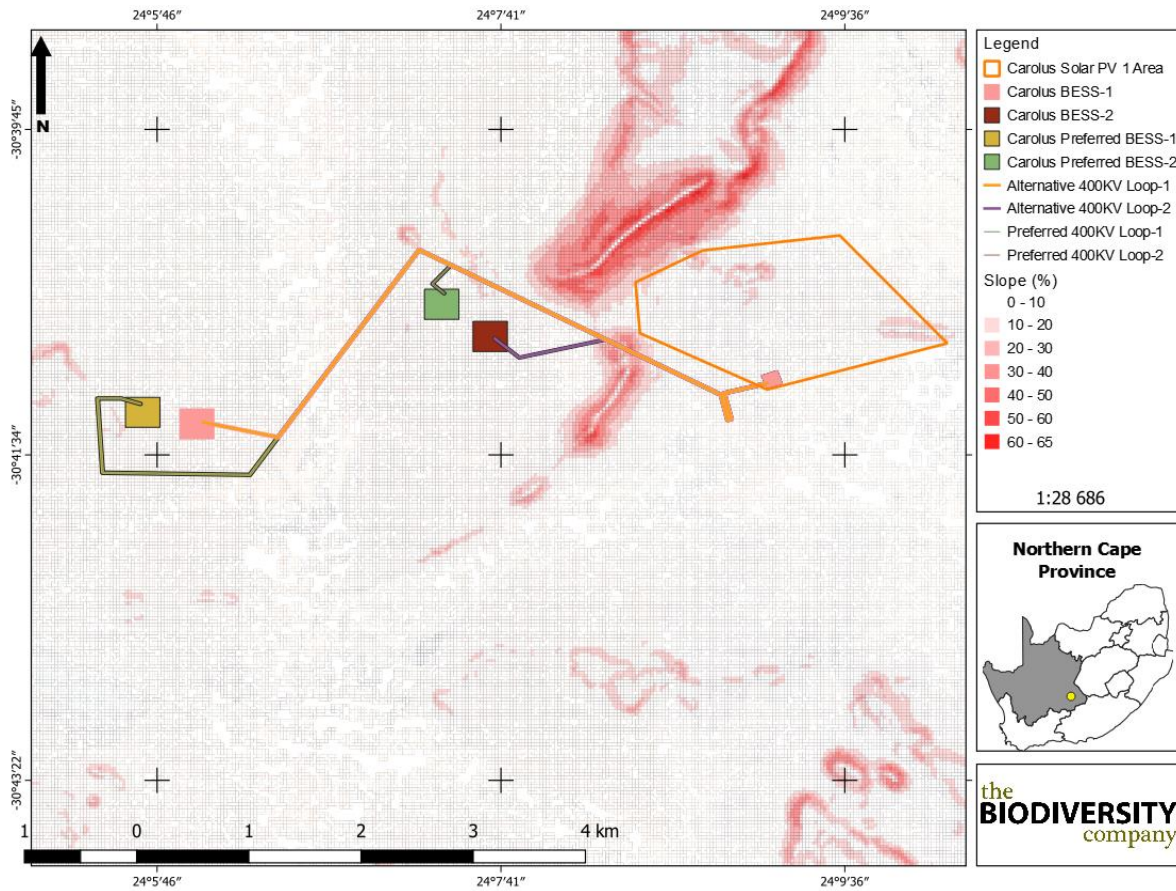 24°5′46″ 24°7′41″ 24°9′36″
-30°39′45″
-30°41′34″
-30°43′22″
N
1 0 1 2 3 4 km
24°5′46″ 24°7′41″ 24°9′36″
Legend
Carolus Solar PV 1 Area
Carolus BESS-1
Carolus BESS-2
Carolus Preferred BESS-1
Carolus Preferred BESS-2
Alternative 400KV Loop-1
Alternative 400KV Loop-2
Preferred 400KV Loop-1
Preferred 400KV Loop-2
Slope (%)
0 - 10
10 - 20
20 - 30
30 - 40
40 - 50
50 - 60
60 - 65
1:28 686
Northern Cape
Province
the
BIODIVERSITY
company